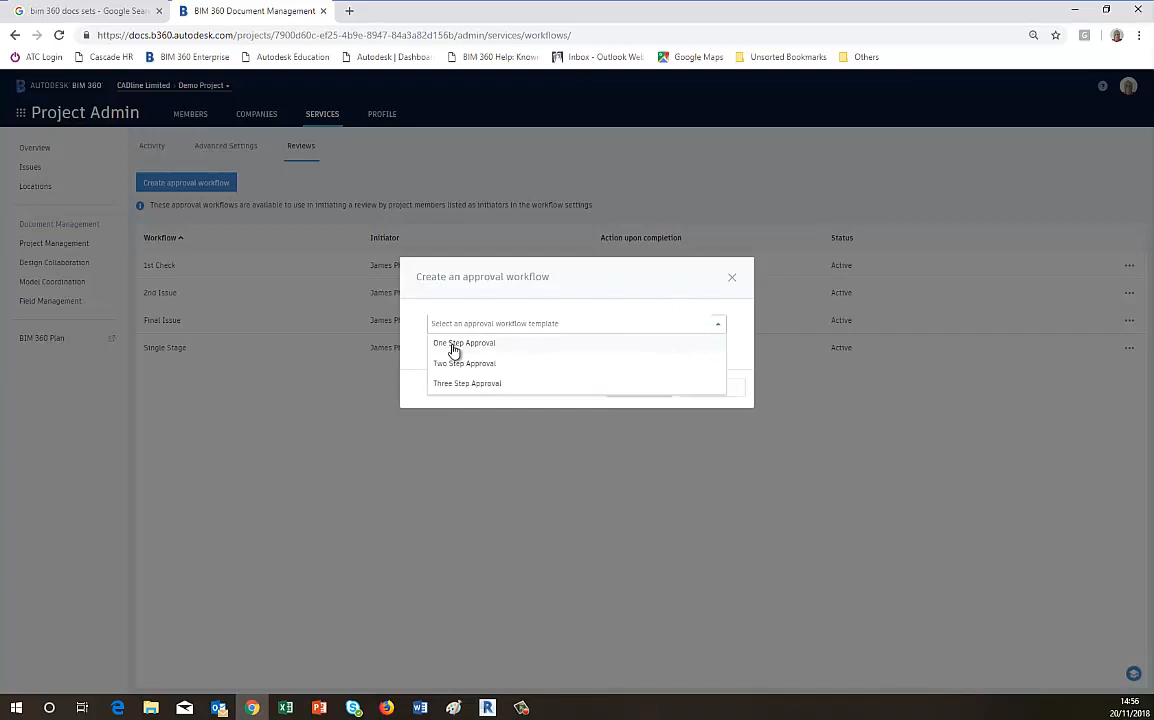 bim 360 docs sets - Google Sear
BIM 360 Document Management
https://docs.b360.autodesk.com/projects/7900d60c-ef25-4b9e-8947-84a3a82d156b/admin/services/workflows/
ATC Login
Cascade HR
BIM 360 Enterprise
Autodesk Education
Autodesk | Dashboa
BIM 360 Help: Know
Inbox - Outlook Web
Google Maps
Unsorted Bookmarks
Others
AUTODESK BIM 360
CADline Limited
Demo Project
Project Admin
MEMBERS
COMPANIES
SERVICES
PROFILE
Overview
Issues
Locations
Document Management
Project Management
Design Collaboration
Model Coordination
Field Management
BIM 360 Plan
Activity
Advanced Settings
Reviews
Create approval workflow
These approval workflows are available to use in initiating a review by project members listed as initiators in the workflow settings
Workflow
Initiator
Action upon completion
Status
1st Check
James P
Active
2nd Issue
James P
Active
Final Issue
James P
Active
Single Stage
James P
Active
Create an approval workflow
Select an approval workflow template
One Step Approval
Two Step Approval
Three Step Approval
14:56
20/11/2018